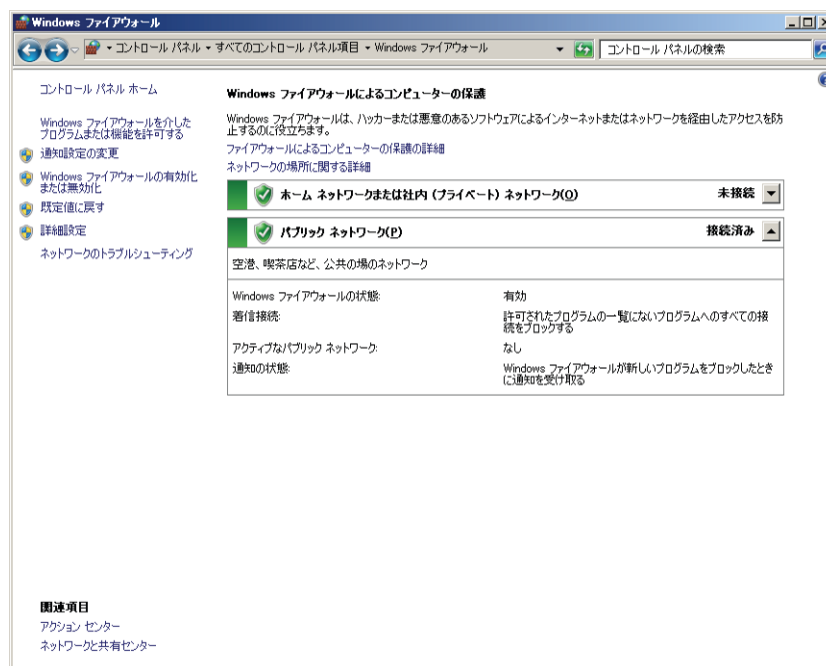 Windows ファイアウォール
コントロール パネル すべてのコントロール パネル項目 Windows ファイアウォール コントロール パネルの検索
コントロール パネル ホーム
Windows ファイアウォールを介した
プログラムまたは機能を許可する
通知設定の変更
Windows ファイアウォールの有効化
または無効化
既定値に戻す
詳細設定
ネットワークのトラブルシューティング
Windows ファイアウォールによるコンピューターの保護
Windows ファイアウォールは、ハッカーまたは悪意のあるソフトウェアによるインターネットまたはネットワークを経由したアクセスを防
止するのに役立ちます。
ファイアウォールによるコンピューターの保護の詳細
ネットワークの場所に関する詳細
ホーム ネットワークまたは社内 (プライベート) ネットワーク(O) 未接続
パブリック ネットワーク(P) 接続済み
空港、喫茶店など、公共の場のネットワーク
Windows ファイアウォールの状態: 有効
着信接続: 許可されたプログラムの一覧にないプログラムへのすべての接
続をブロックする
アクティブなパブリック ネットワーク: なし
通知の状態: Windows ファイアウォールが新しいプログラムをブロックしたとき
に通知を受け取る
関連項目
アクション センター
ネットワークと共有センター